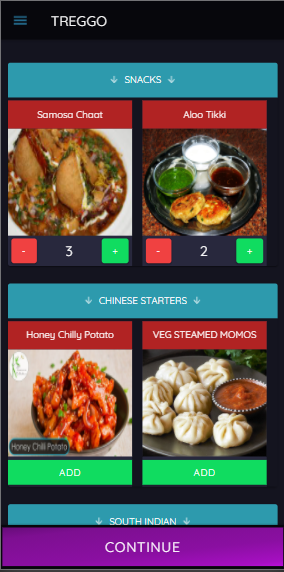 TREGGO
↓ SNACKS ↓
Samosa Chaat
Aloo Tikki
- 3 +
- 2 +
↓ CHINESE STARTERS ↓
Honey Chilly Potato
VEG STEAMED MOMOS
Honey Chilli Potato
ADD
ADD
↓ SOUTH INDIAN ↓
CONTINUE